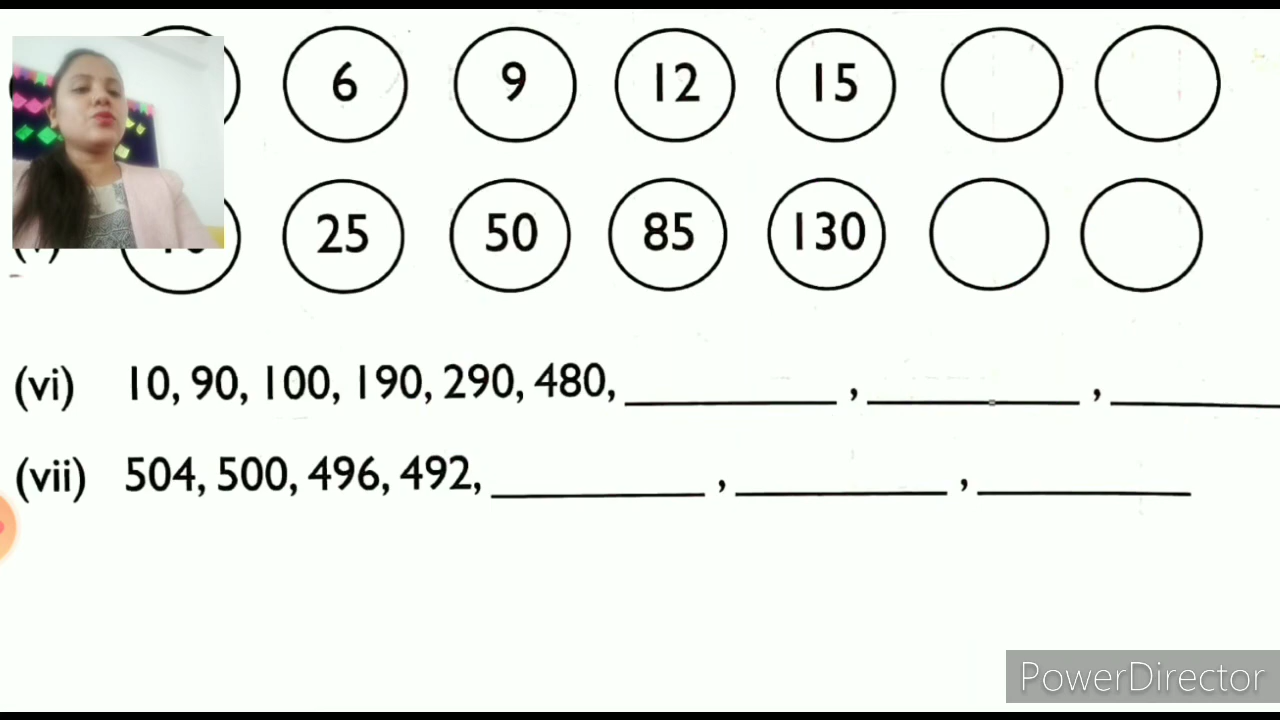 6 9 12 15
25 50 85 130
(vi) 10, 90, 100, 190, 290, 480, ________ , ________ , ________
(vii) 504, 500, 496, 492, ________ , ________ , ________
PowerDirector